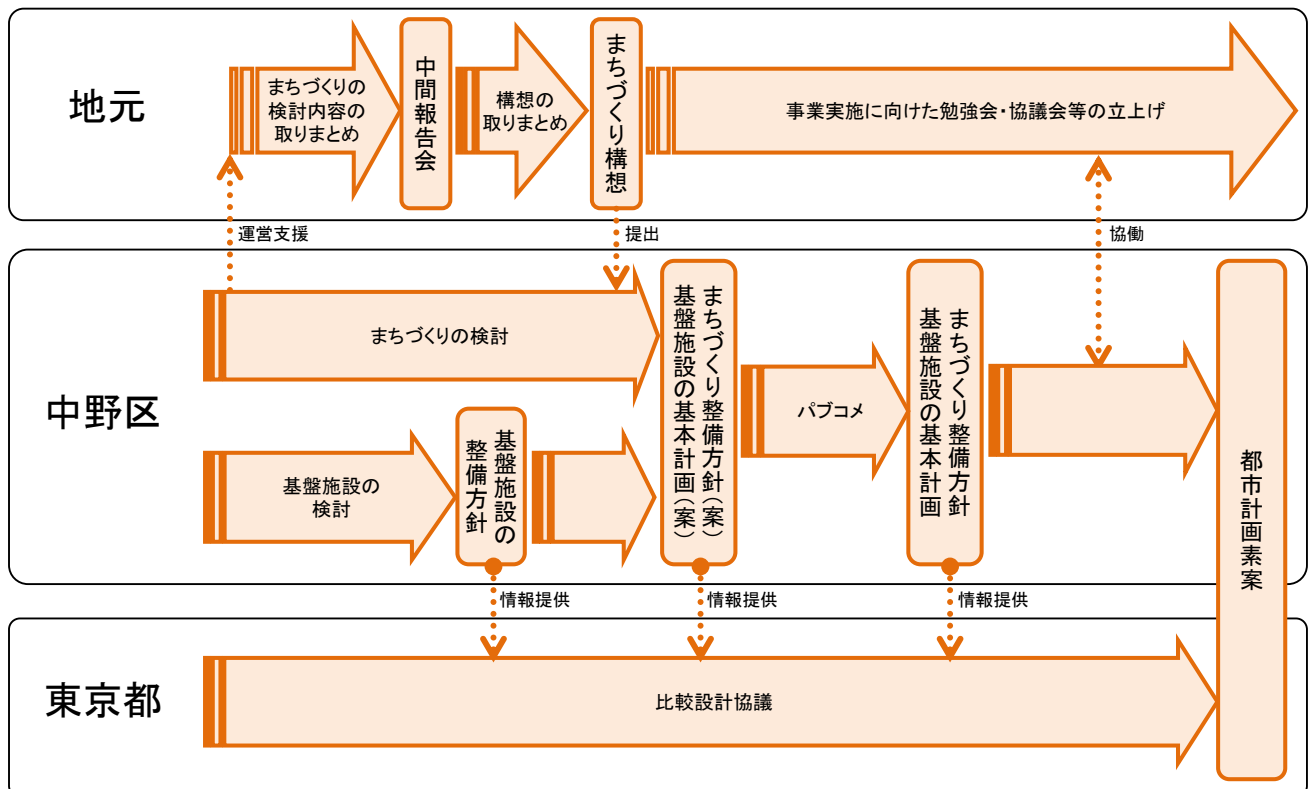 地元
まちづくりの
検討内容の
取りまとめ
中間報告会
構想の
取りまとめ
まちづくり構想
事業実施に向けた勉強会・協議会等の立上げ
運営支援
提出
協働
中野区
まちづくりの検討
基盤施設の
検討
基盤施設の
整備方針
まちづくり整備方針(案)
基盤施設の基本計画(案)
パブコメ
まちづくり整備方針
基盤施設の基本計画
都市計画素案
情報提供
情報提供
情報提供
東京都
比較設計協議